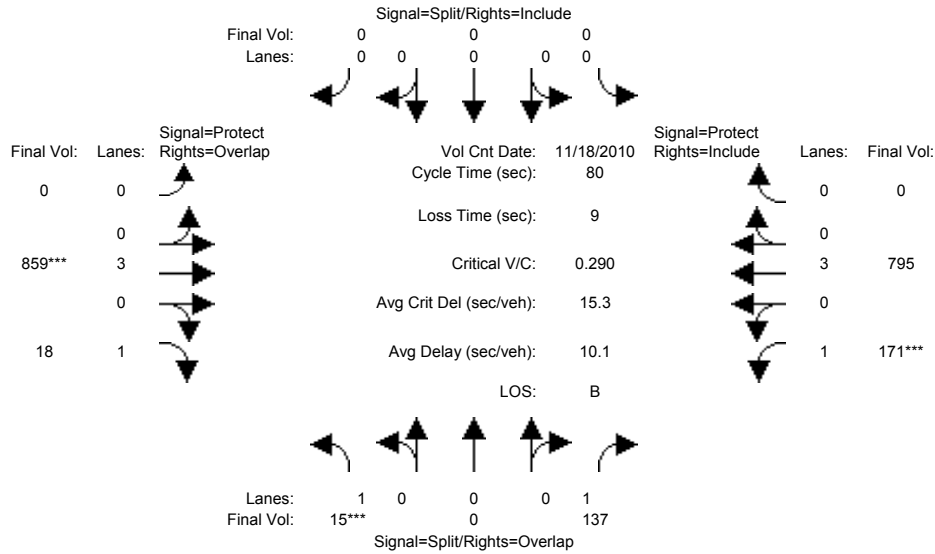 Signal=Split/Rights=Include
Final Vol: 0 0 0
Lanes: 0 0 0 0 0
Signal=Protect Signal=Protect
Final Vol: Lanes: Rights=Overlap Vol Cnt Date: 11/18/2010 Rights=Include Lanes: Final Vol:
Cycle Time (sec): 80
0 0 0 0
Loss Time (sec): 9
0 0
859*** 3 Critical V/C: 0.290 3 795
0 Avg Crit Del (sec/veh): 15.3 0
18 1 Avg Delay (sec/veh): 10.1 1 171***
LOS: B
Lanes: 1 0 0 0 1
Final Vol: 15*** 0 137
Signal=Split/Rights=Overlap